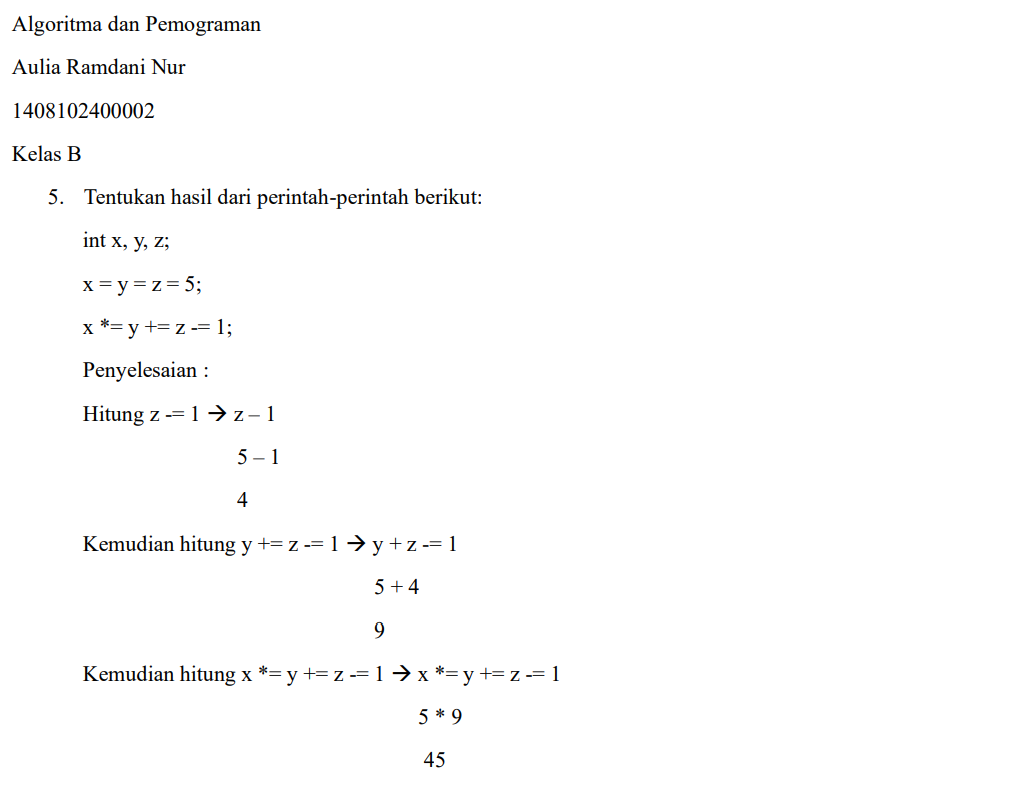 Algoritma dan Pemograman
Aulia Ramdani Nur
1408102400002
Kelas B
5. Tentukan hasil dari perintah-perintah berikut:
int x, y, z;
x = y = z = 5;
x *= y += z -= 1;
Penyelesaian :
Hitung z -= 1 → z – 1
5 – 1
4
Kemudian hitung y += z -= 1 → y + z -= 1
5 + 4
9
Kemudian hitung x *= y += z -= 1 → x *= y += z -= 1
5 * 9
45